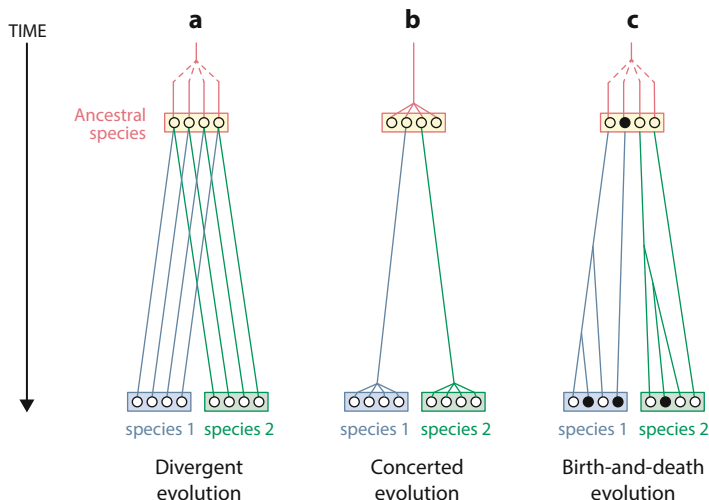 TIME
a
b
c
Ancestral
species
species 1
species 2
species 1
species 2
species 1
species 2
Divergent
evolution
Concerted
evolution
Birth-and-death
evolution